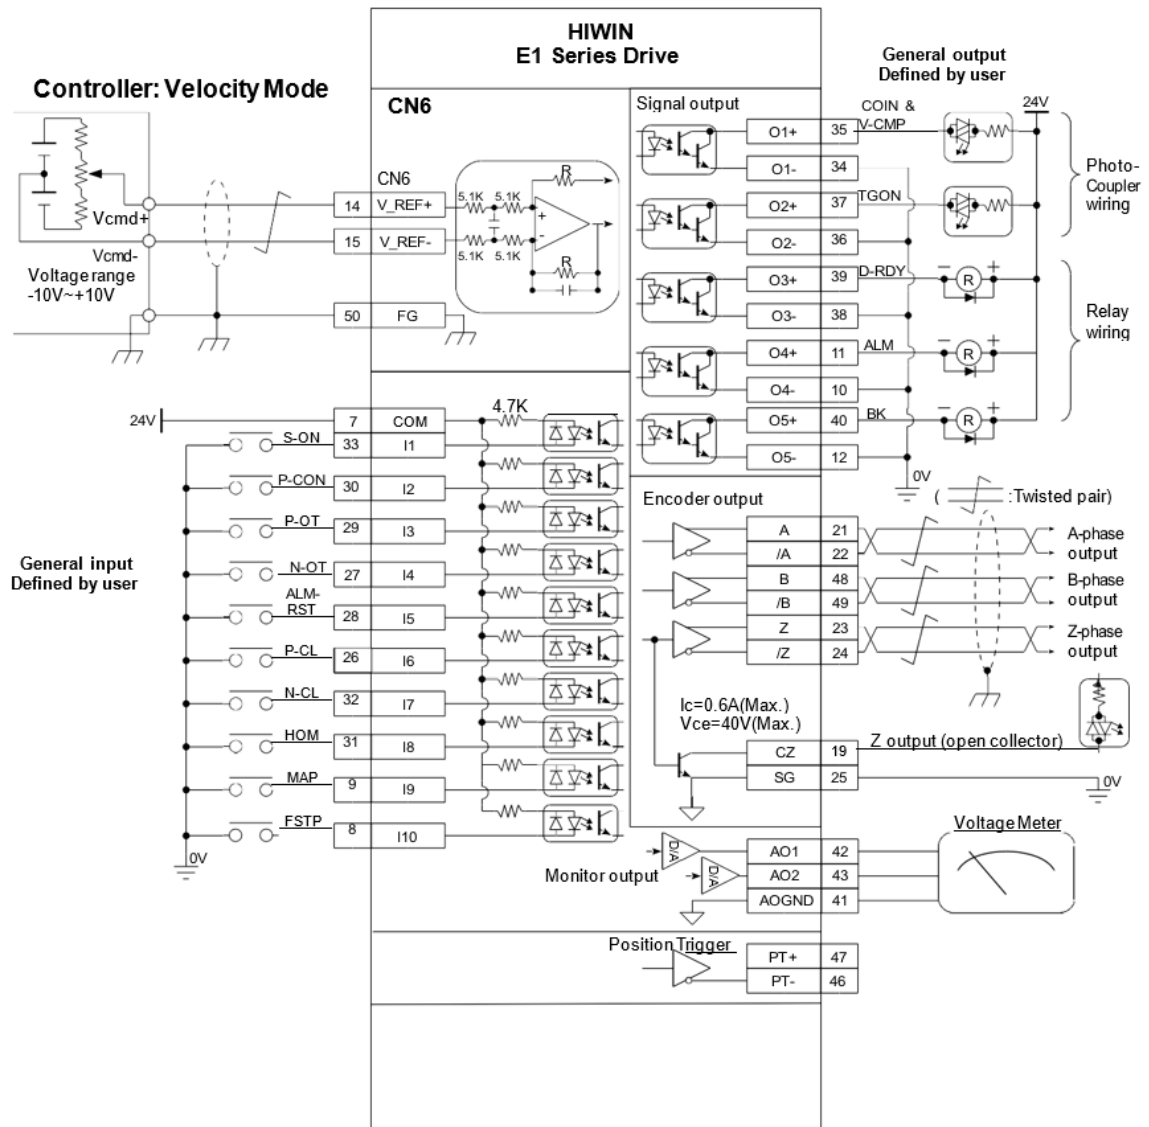 HIWIN
E1 Series Drive
Controller: Velocity Mode
Vcmd+
Vcmd-
Voltage range
-10V~+10V
CN6
CN6
14 V_REF+
15 V_REF-
50 FG
5.1K 5.1K
5.1K 5.1K
R
+
-
R
General input
Defined by user
24V
7 COM
4.7K
S-ON 33 I1
P-CON 30 I2
P-OT 29 I3
N-OT 27 I4
ALM-
RST 28 I5
P-CL 26 I6
N-CL 32 I7
HOM 31 I8
MAP 9 I9
FSTP 8 I10
0V
Signal output
General output
Defined by user
COIN &
V-CMP
24V
O1+ 35
O1- 34
O2+ 37 TGON
O2- 36
O3+ 39 D-RDY - R +
O3- 38
O4+ 11 ALM - R +
O4- 10
O5+ 40 BK - R +
O5- 12
0V
Photo-
Coupler
wiring
Relay
wiring
( :Twisted pair)
Encoder output
A 21
/A 22
B 48
/B 49
Z 23
/Z 24
A-phase
output
B-phase
output
Z-phase
output
Ic=0.6A(Max.)
Vce=40V(Max.)
CZ 19 Z output (open collector)
SG 25
0V
Voltage Meter
Monitor output
D/A
D/A
AO1 42
AO2 43
AOGND 41
Position Trigger
PT+ 47
PT- 46